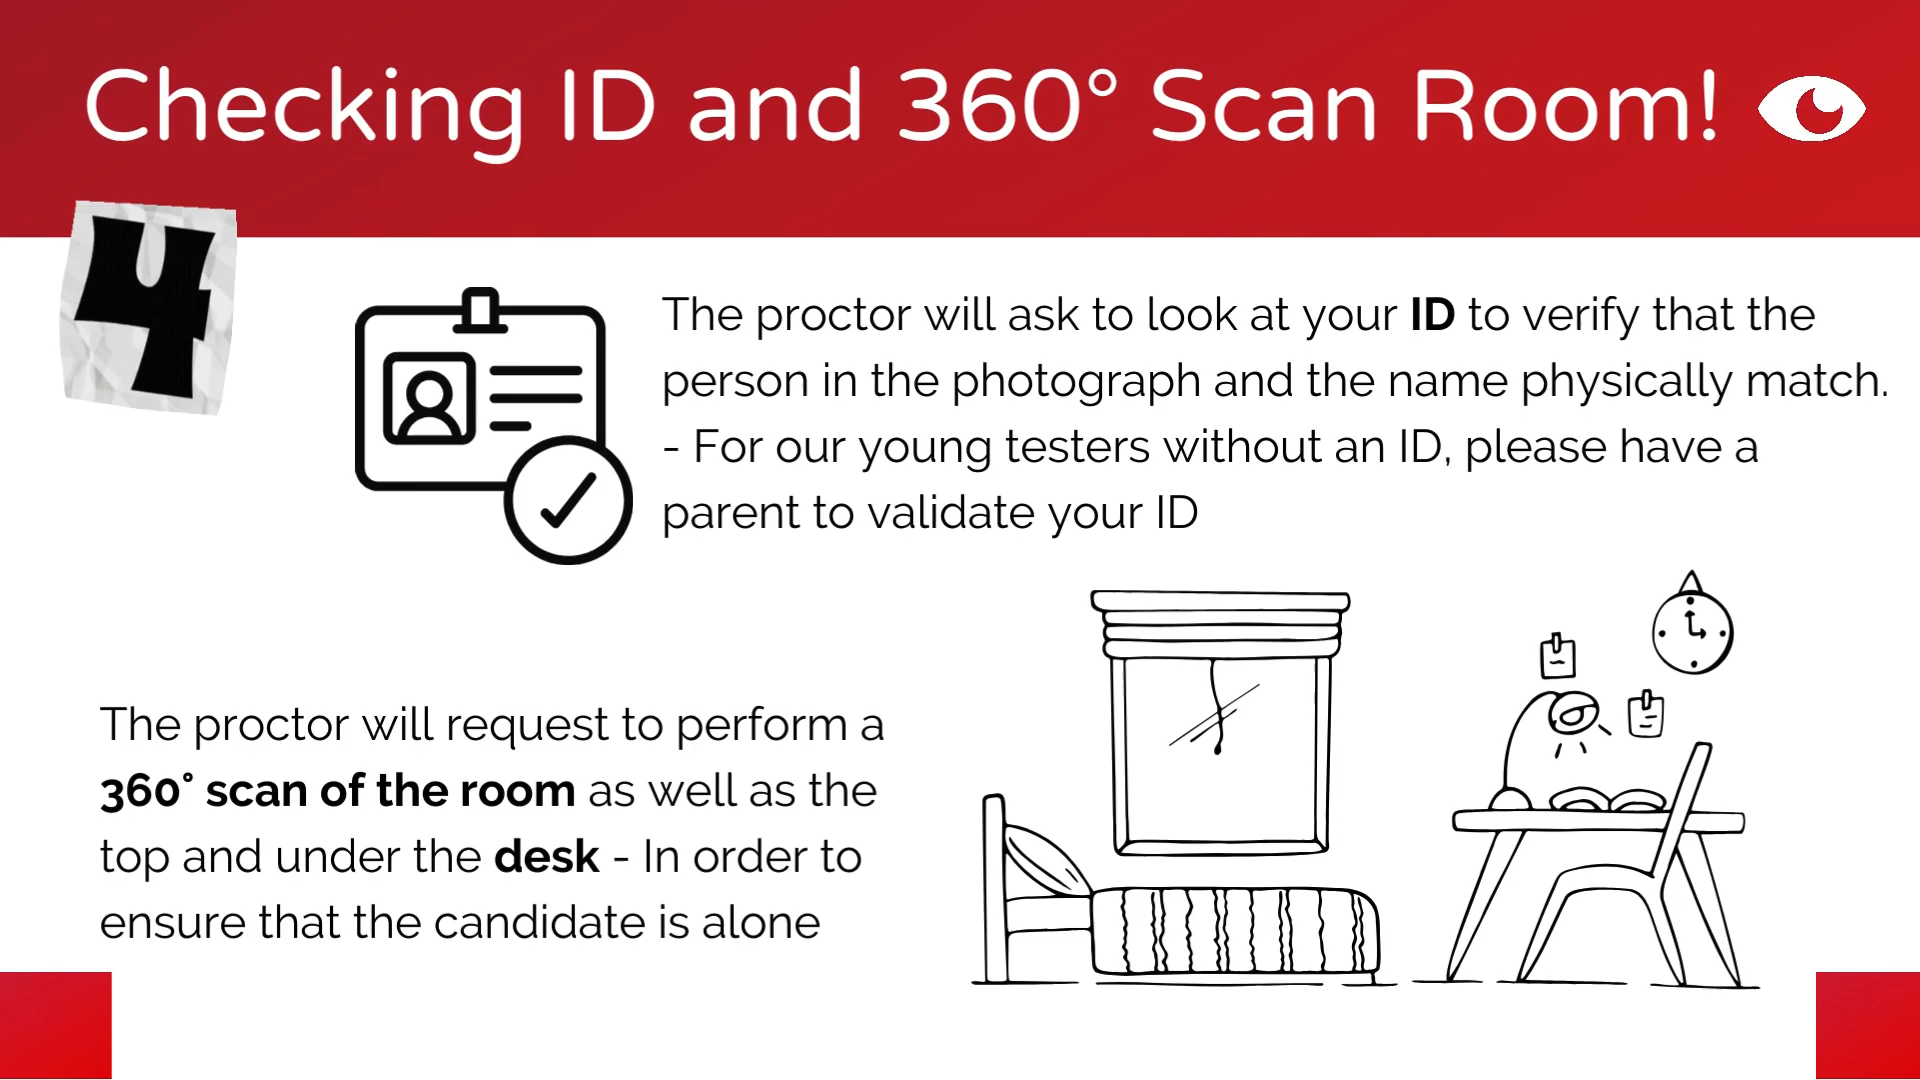 Checking ID and 360° Scan Room!
4
The proctor will ask to look at your ID to verify that the
person in the photograph and the name physically match.
- For our young testers without an ID, please have a
parent to validate your ID
The proctor will request to perform a
360° scan of the room as well as the
top and under the desk - In order to
ensure that the candidate is alone